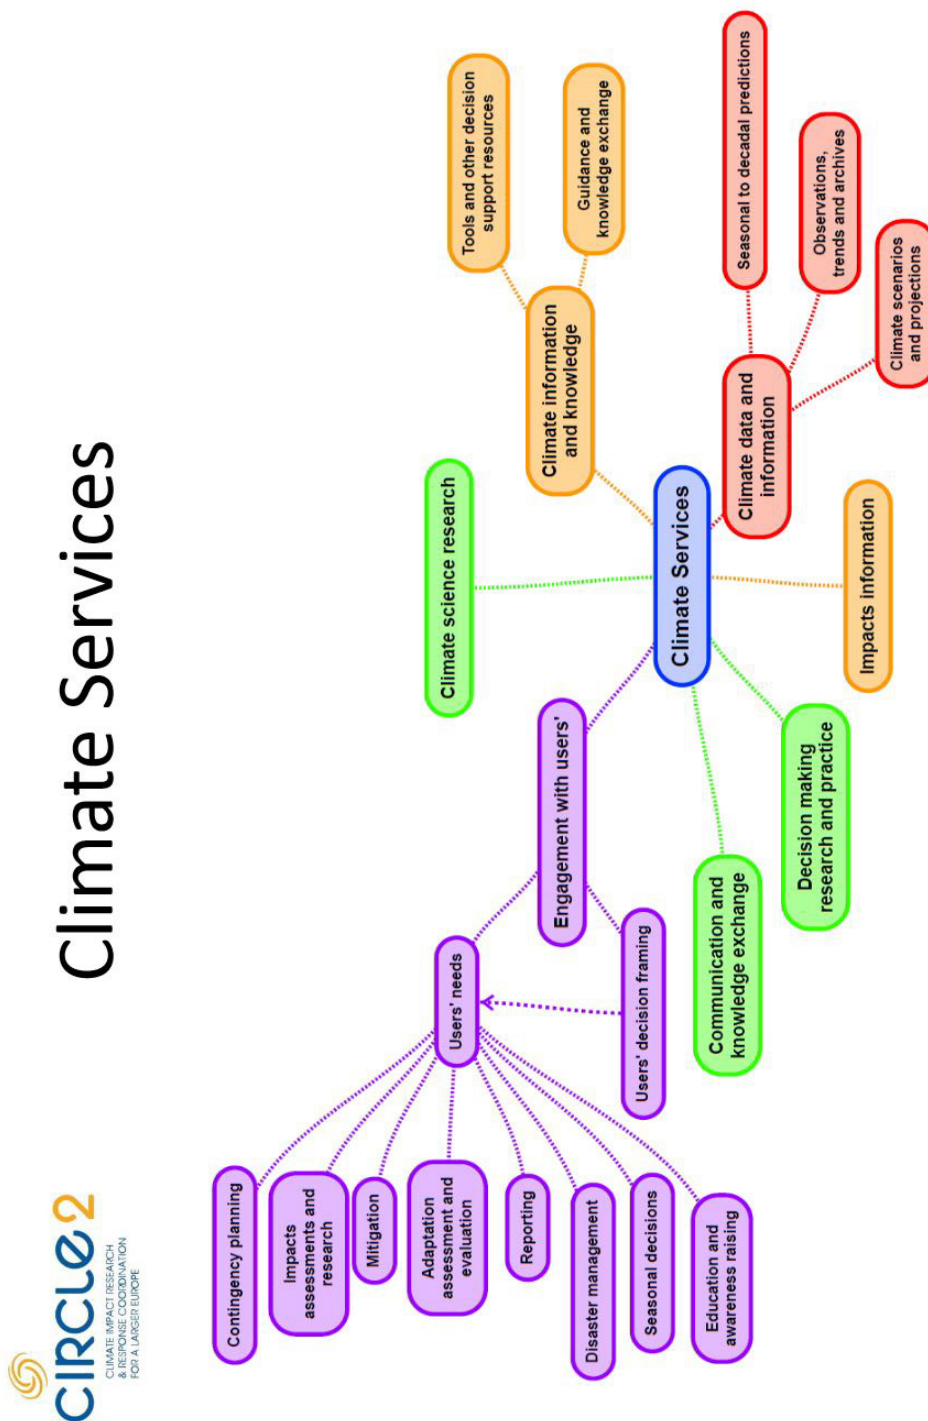 CIRCLE2
CLIMATE IMPACT RESEARCH
& RESPONSE COORDINATION
FOR A LARGER EUROPE
Climate Services
Contingency planning
Impacts
assessments and
research
Mitigation
Adaptation
assessment and
evaluation
Reporting
Disaster management
Seasonal decisions
Education and
awareness raising
Users' needs
Users' decision framing
Engagement with users'
Communication and
knowledge exchange
Decision making
research and practice
Climate science research
Climate Services
Impacts information
Climate information
and knowledge
Tools and other decision
support resources
Guidance and
knowledge exchange
Climate data and
information
Seasonal to decadal predictions
Observations,
trends and archives
Climate scenarios
and projections